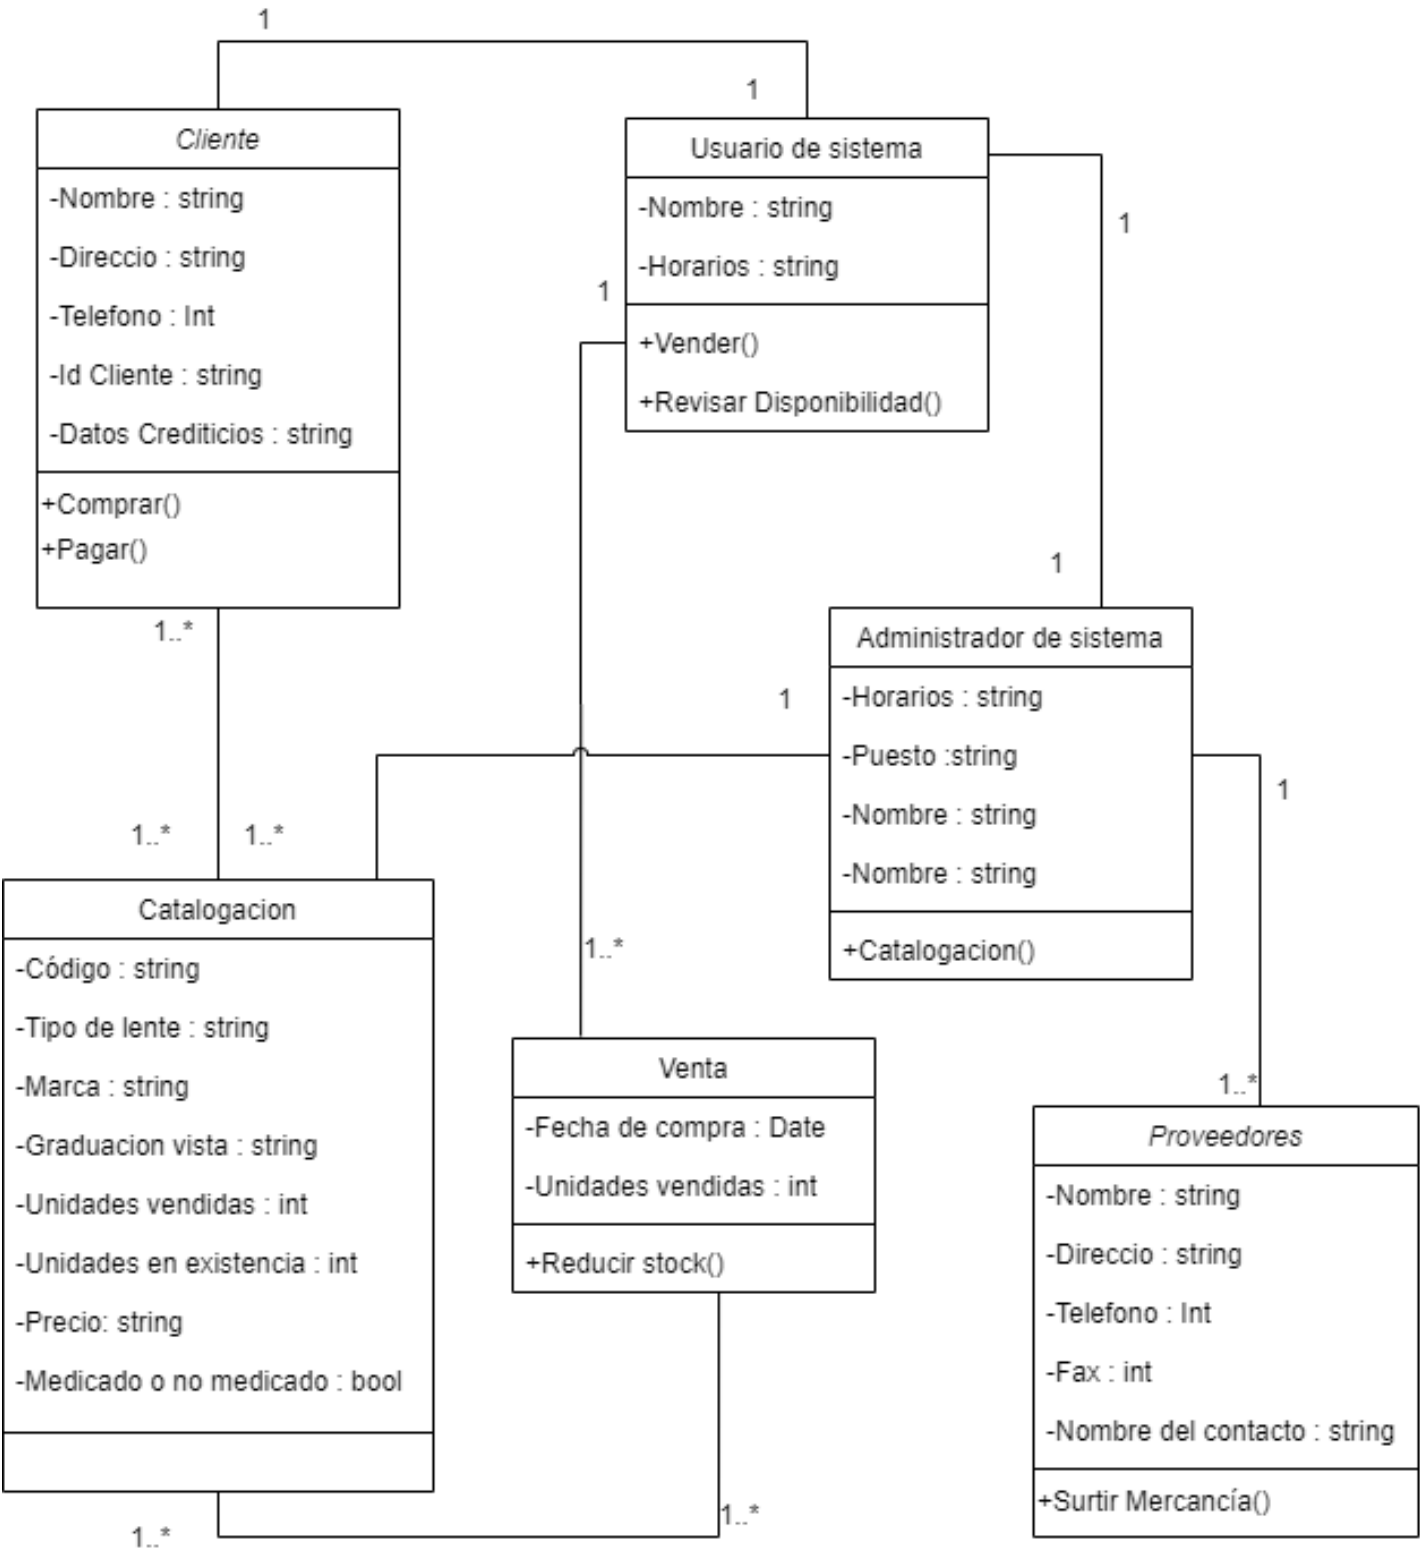 1
1
Cliente
-Nombre : string
-Direccio : string
-Telefono : Int
-Id Cliente : string
-Datos Crediticios : string
+Comprar()
+Pagar()
Usuario de sistema
-Nombre : string
-Horarios : string
+Vender()
+Revisar Disponibilidad()
1
1
1
1..*
1
Administrador de sistema
-Horarios : string
-Puesto :string
-Nombre : string
-Nombre : string
+Catalogacion()
1
1..*
1..*
Catalogacion
-Código : string
-Tipo de lente : string
-Marca : string
-Graduacion vista : string
-Unidades vendidas : int
-Unidades en existencia : int
-Precio: string
-Medicado o no medicado : bool
1..*
Venta
-Fecha de compra : Date
-Unidades vendidas : int
+Reducir stock()
1
1..*
Proveedores
-Nombre : string
-Direccio : string
-Telefono : Int
-Fax : int
-Nombre del contacto : string
+Surtir Mercancía()
1..*
1..*